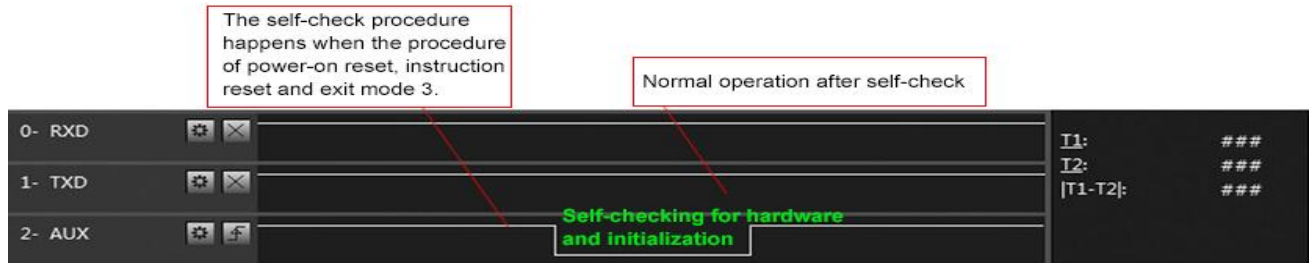 The self-check procedure
happens when the procedure
of power-on reset, instruction
reset and exit mode 3.
Normal operation after self-check
0- RXD
T1: ###
T2: ###
1- TXD
|T1-T2|: ###
Self-checking for hardware
2- AUX
and initialization